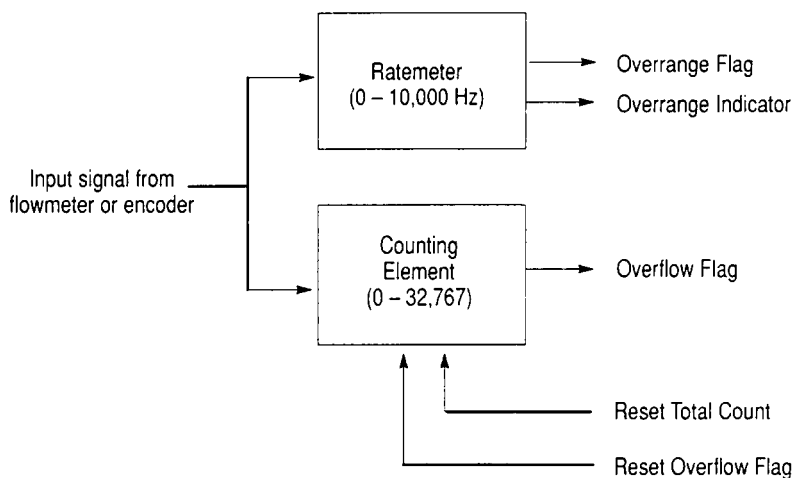 Ratemeter
(0 – 10,000 Hz)
Overrange Flag
Overrange Indicator
Input signal from
flowmeter or encoder
Counting
Element
(0 – 32,767)
Overflow Flag
Reset Total Count
Reset Overflow Flag